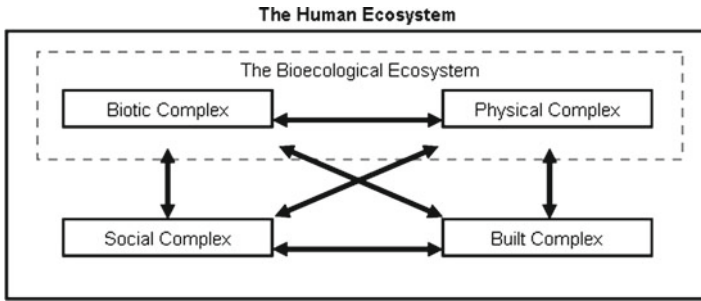 The Human Ecosystem
The Bioecological Ecosystem
Biotic Complex
Physical Complex
Social Complex
Built Complex